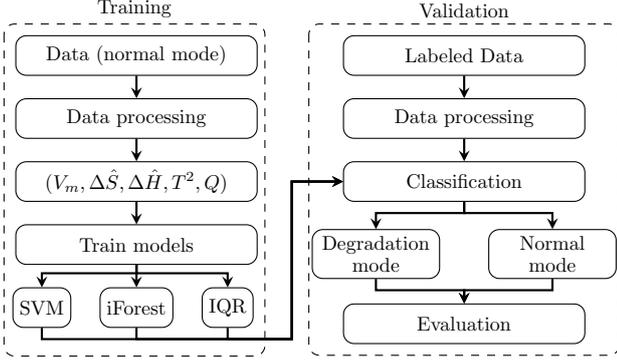 Training
Data (normal mode)
Data processing
(V_m, ΔŜ, ΔĤ, T², Q)
Train models
SVM
iForest
IQR
Validation
Labeled Data
Data processing
Classification
Degradation
mode
Normal
mode
Evaluation